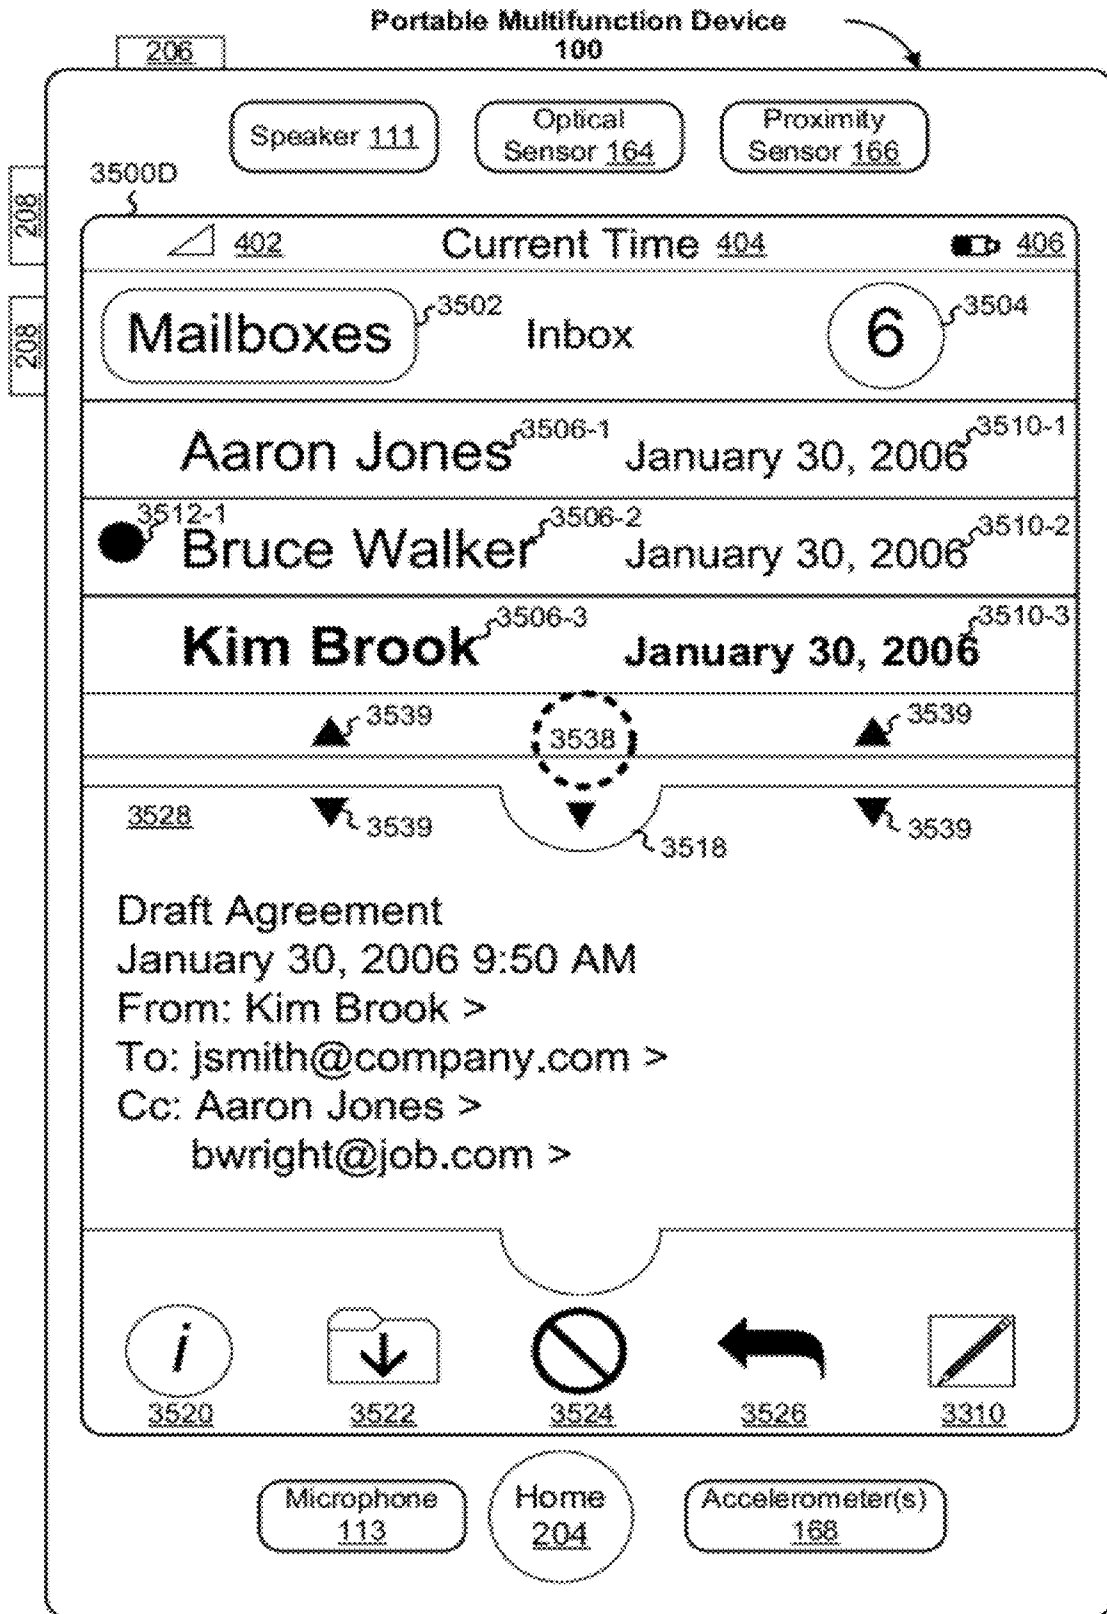 Portable Multifunction Device
100
206
Speaker 111
Optical
Sensor 164
Proximity
Sensor 166
208
208
3500D
402
Current Time 404
406
Mailboxes
3502
Inbox
6
3504
Aaron Jones
3506-1
January 30, 2006
3510-1
3512-1
Bruce Walker
3506-2
January 30, 2006
3510-2
Kim Brook
3506-3
January 30, 2006
3510-3
3539
3538
3539
3528
3539
3518
3539
Draft Agreement
January 30, 2006 9:50 AM
From: Kim Brook >
To: jsmith@company.com >
Cc: Aaron Jones >
bwright@job.com >
i
3520
3522
3524
3526
3310
Microphone
113
Home
204
Accelerometer(s)
168